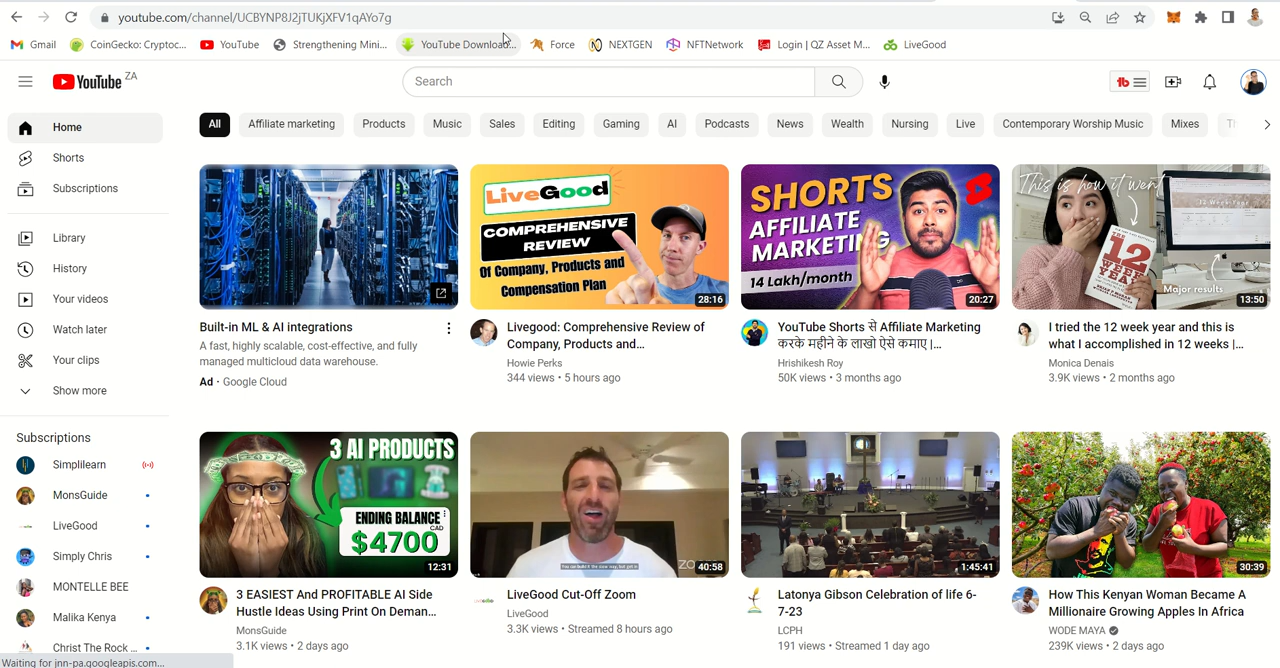 youtube.com/channel/UCBYNP8J2jTUKjXFV1qAYo7g
Gmail
CoinGecko: Cryptoc...
YouTube
Strengthening Mini...
YouTube Download...
Force
NEXTGEN
NFTNetwork
Login | QZ Asset M...
LiveGood
YouTube ZA
Search
tb
All
Affiliate marketing
Products
Music
Sales
Editing
Gaming
AI
Podcasts
News
Wealth
Nursing
Live
Contemporary Worship Music
Mixes
Home
Shorts
Subscriptions
Library
History
Your videos
Watch later
Your clips
Show more
Subscriptions
Simplilearn
MonsGuide
LiveGood
Simply Chris
MONTELLE BEE
Malika Kenya
Christ The Rock ...
Waiting for jnn-pa.googleapis.com...
Built-in ML & AI integrations
A fast, highly scalable, cost-effective, and fully
managed multicloud data warehouse.
Ad · Google Cloud
LiveGood
COMPREHENSIVE
REVIEW
Of Company, Products and
Compensation Plan
28:16
Livegood: Comprehensive Review of
Company, Products and...
Howie Perks
344 views • 5 hours ago
SHORTS
AFFILIATE
MARKETING
14 Lakh/month
20:27
YouTube Shorts से Affiliate Marketing
करके महीने के लाखो ऐसे कमाए |...
Hrishikesh Roy
50K views • 3 months ago
This is how it went
THE
12
WEEK
YEAR
12 Week Year
Major results
13:50
I tried the 12 week year and this is
what I accomplished in 12 weeks |...
Monica Denais
3.9K views • 2 months ago
3 AI PRODUCTS
ENDING BALANCE
CAD
$4700
12:31
3 EASIEST And PROFITABLE AI Side
Hustle Ideas Using Print On Deman...
MonsGuide
3.1K views • 2 days ago
ZO
40:58
LiveGood Cut-Off Zoom
LiveGood
3.3K views • Streamed 8 hours ago
1:45:41
Latonya Gibson Celebration of life 6-
7-23
LCPH
191 views • Streamed 1 day ago
30:39
How This Kenyan Woman Became A
Millionaire Growing Apples In Africa
WODE MAYA
239K views • 2 days ago